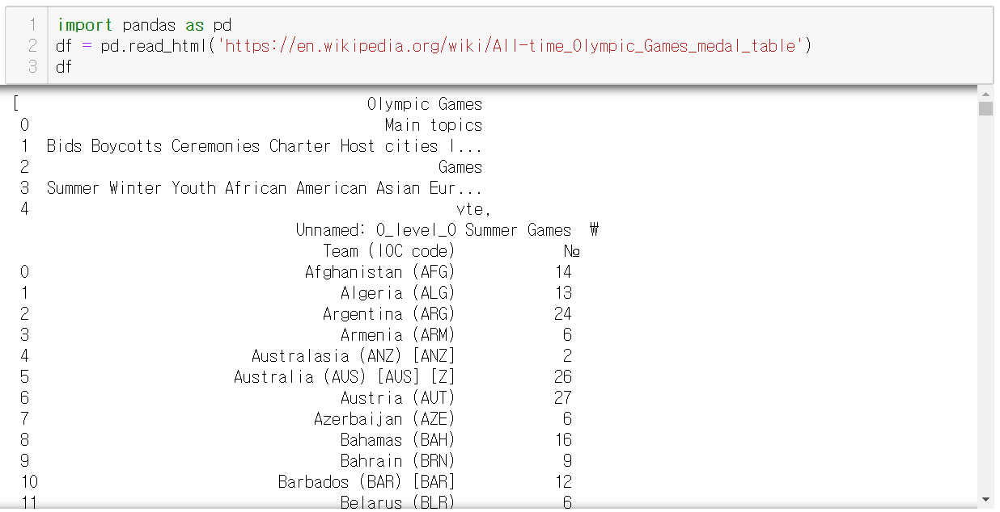 1 import pandas as pd
2 df = pd.read_html('https://en.wikipedia.org/wiki/All-time_Olympic_Games_medal_table')
3 df
[ Olympic Games
0 Main topics
1 Bids Boycotts Ceremonies Charter Host cities I...
2 Games
3 Summer Winter Youth African American Asian Eur...
4 vte,
Unnamed: 0_level_0 Summer Games ₩
Team (IOC code) №
0 Afghanistan (AFG) 14
1 Algeria (ALG) 13
2 Argentina (ARG) 24
3 Armenia (ARM) 6
4 Australasia (ANZ) [ANZ] 2
5 Australia (AUS) [AUS] [Z] 26
6 Austria (AUT) 27
7 Azerbaijan (AZE) 6
8 Bahamas (BAH) 16
9 Bahrain (BRN) 9
10 Barbados (BAR) [BAR] 12
11 Belarus (BLR) 6